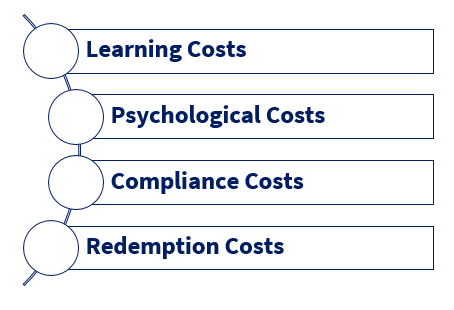 Learning Costs
Psychological Costs
Compliance Costs
Redemption Costs